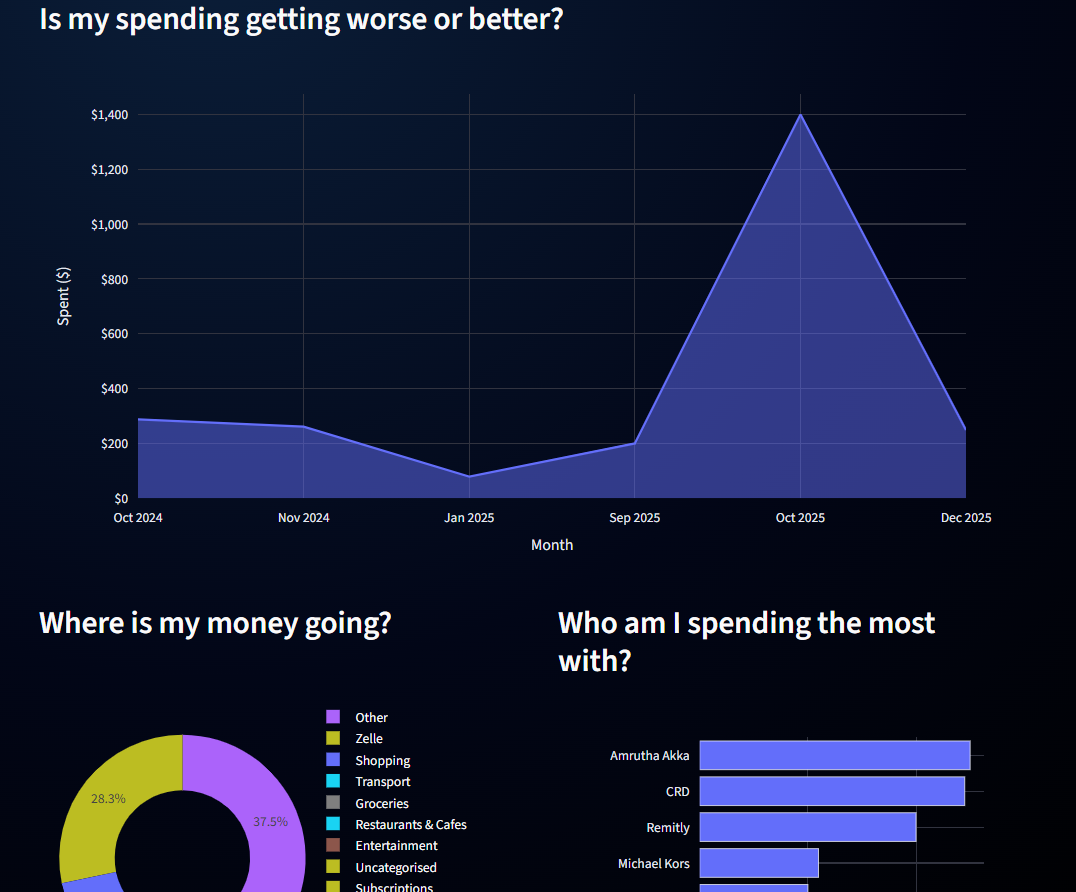 Is my spending getting worse or better?
$1,400
$1,200
$1,000
$800
$600
$400
$200
$0
Spent ($)
Oct 2024 Nov 2024 Jan 2025 Sep 2025 Oct 2025 Dec 2025
Month
Where is my money going?
28.3%
37.5%
Other
Zelle
Shopping
Transport
Groceries
Restaurants & Cafes
Entertainment
Uncategorised
Subscriptions
Who am I spending the most
with?
Amrutha Akka
CRD
Remitly
Michael Kors